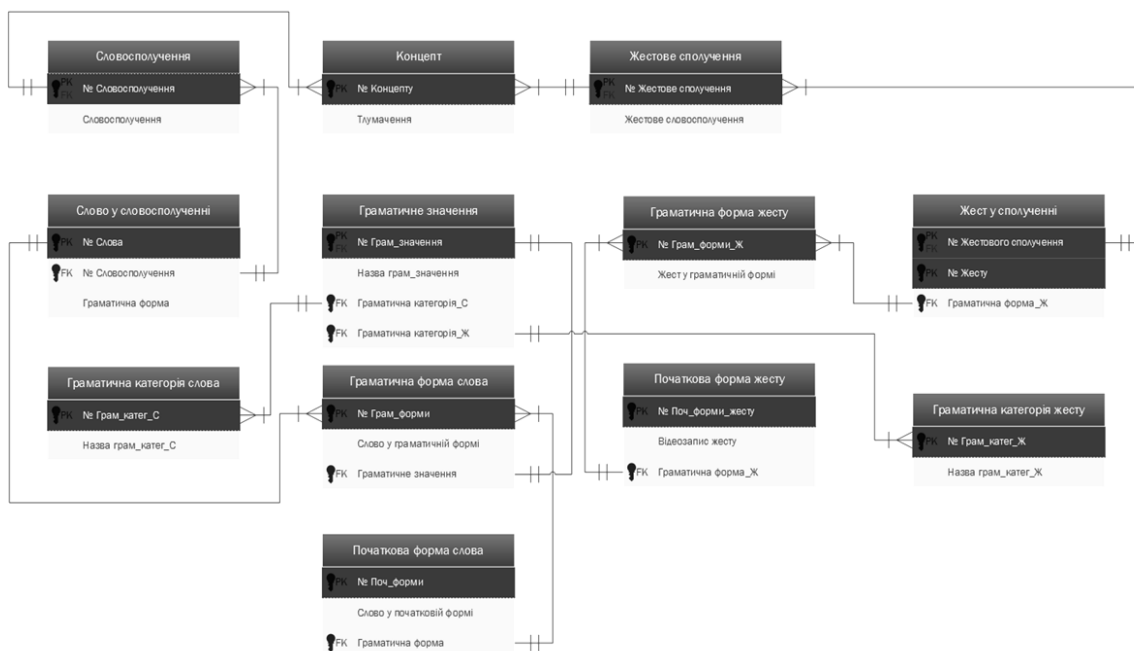 Словосполучення
PK
FK
№ Словосполучення
Словосполучення
Концепт
PK
№ Концепту
Тлумачення
Жестове сполучення
PK
FK
№ Жестове сполучення
Жестове словосполучення
Слово у словосполученні
PK
№ Слова
FK
№ Словосполучення
Граматична форма
Граматичне значення
PK
FK
№ Грам_значення
Назва грам_значення
FK
Граматична категорія_С
FK
Граматична категорія_Ж
Граматична форма жесту
PK
№ Грам_форми_Ж
Жест у граматичній формі
Жест у сполученні
PK
FK
№ Жестового сполучення
PK
№ Жесту
FK
Граматична форма_Ж
Граматична категорія слова
PK
№ Грам_катег_С
Назва грам_катег_С
Граматична форма слова
PK
№ Грам_форми
Слово у граматичній формі
FK
Граматичне значення
Початкова форма жесту
PK
№ Поч_форми_жесту
Відеозапис жесту
FK
Граматична форма_Ж
Граматична категорія жесту
PK
№ Грам_катег_Ж
Назва грам_катег_Ж
Початкова форма слова
PK
№ Поч_форми
Слово у початковій формі
FK
Граматична форма